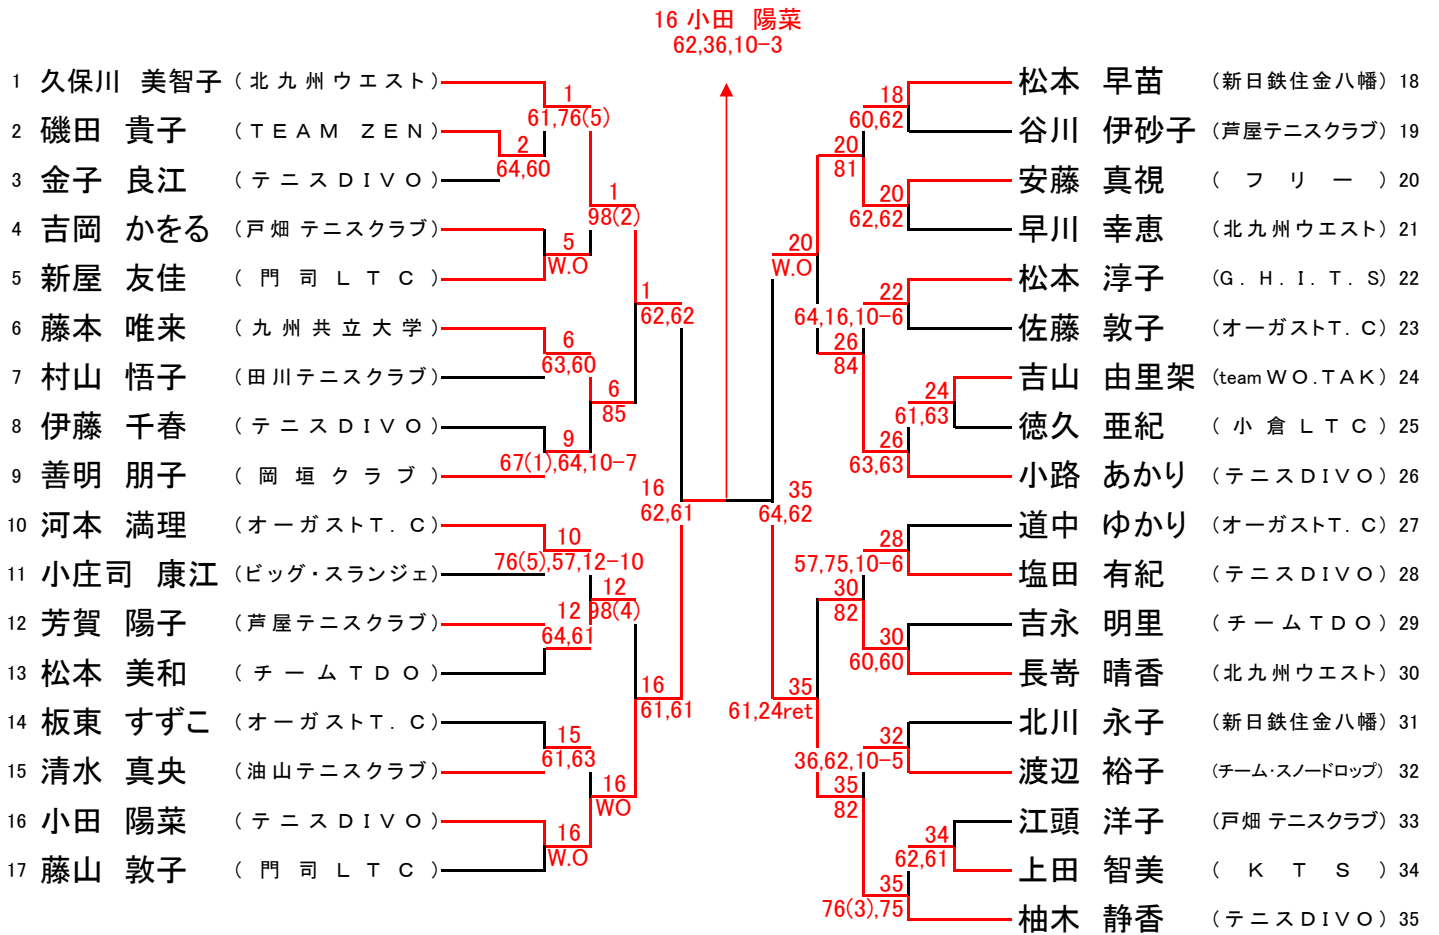 16 小田 陽菜
62,36,10-3
1 久保川 美智子 (北九州ウエスト)
2 磯田 貴子 (TEAM ZEN)
3 金子 良江 (テニスDIVO)
4 吉岡 かをる (戸畑 テニスクラブ)
5 新屋 友佳 (門司LTC)
6 藤本 唯来 (九州共立大学)
7 村山 悟子 (田川テニスクラブ)
8 伊藤 千春 (テニスDIVO)
9 善明 朋子 (岡垣クラブ)
10 河本 満理 (オーガストT.C)
11 小庄司 康江 (ビッグ・スランジェ)
12 芳賀 陽子 (芦屋テニスクラブ)
13 松本 美和 (チームTDO)
14 板東 すずこ (オーガストT.C)
15 清水 真央 (油山テニスクラブ)
16 小田 陽菜 (テニスDIVO)
17 藤山 敦子 (門司LTC)
1
61,76(5)
2
64,60
1
98(2)
5
W.O
1
62,62
6
63,60
6
85
9
67(1),64,10-7
16
62,61
10
76(5),57,12-10
12
98(4)
12
64,61
16
61,61
15
61,63
16
WO
16
W.O
18
60,62
20
81
20
62,62
20
W.O
22
64,16,10-6
26
84
24
61,63
26
63,63
35
64,62
28
57,75,10-6
30
82
30
60,60
35
61,24ret
32
36,62,10-5
35
82
34
62,61
35
76(3),75
松本 早苗 (新日鉄住金八幡) 18
谷川 伊砂子 (芦屋テニスクラブ) 19
安藤 真視 (フリー) 20
早川 幸恵 (北九州ウエスト) 21
松本 淳子 (G.H.I.T.S) 22
佐藤 敦子 (オーガストT.C) 23
吉山 由里架 (team WO.TAK) 24
徳久 亜紀 (小倉LTC) 25
小路 あかり (テニスDIVO) 26
道中 ゆかり (オーガストT.C) 27
塩田 有紀 (テニスDIVO) 28
吉永 明里 (チームTDO) 29
長嵜 晴香 (北九州ウエスト) 30
北川 永子 (新日鉄住金八幡) 31
渡辺 裕子 (チーム・スノードロップ) 32
江頭 洋子 (戸畑 テニスクラブ) 33
上田 智美 (KTS) 34
柚木 静香 (テニスDIVO) 35